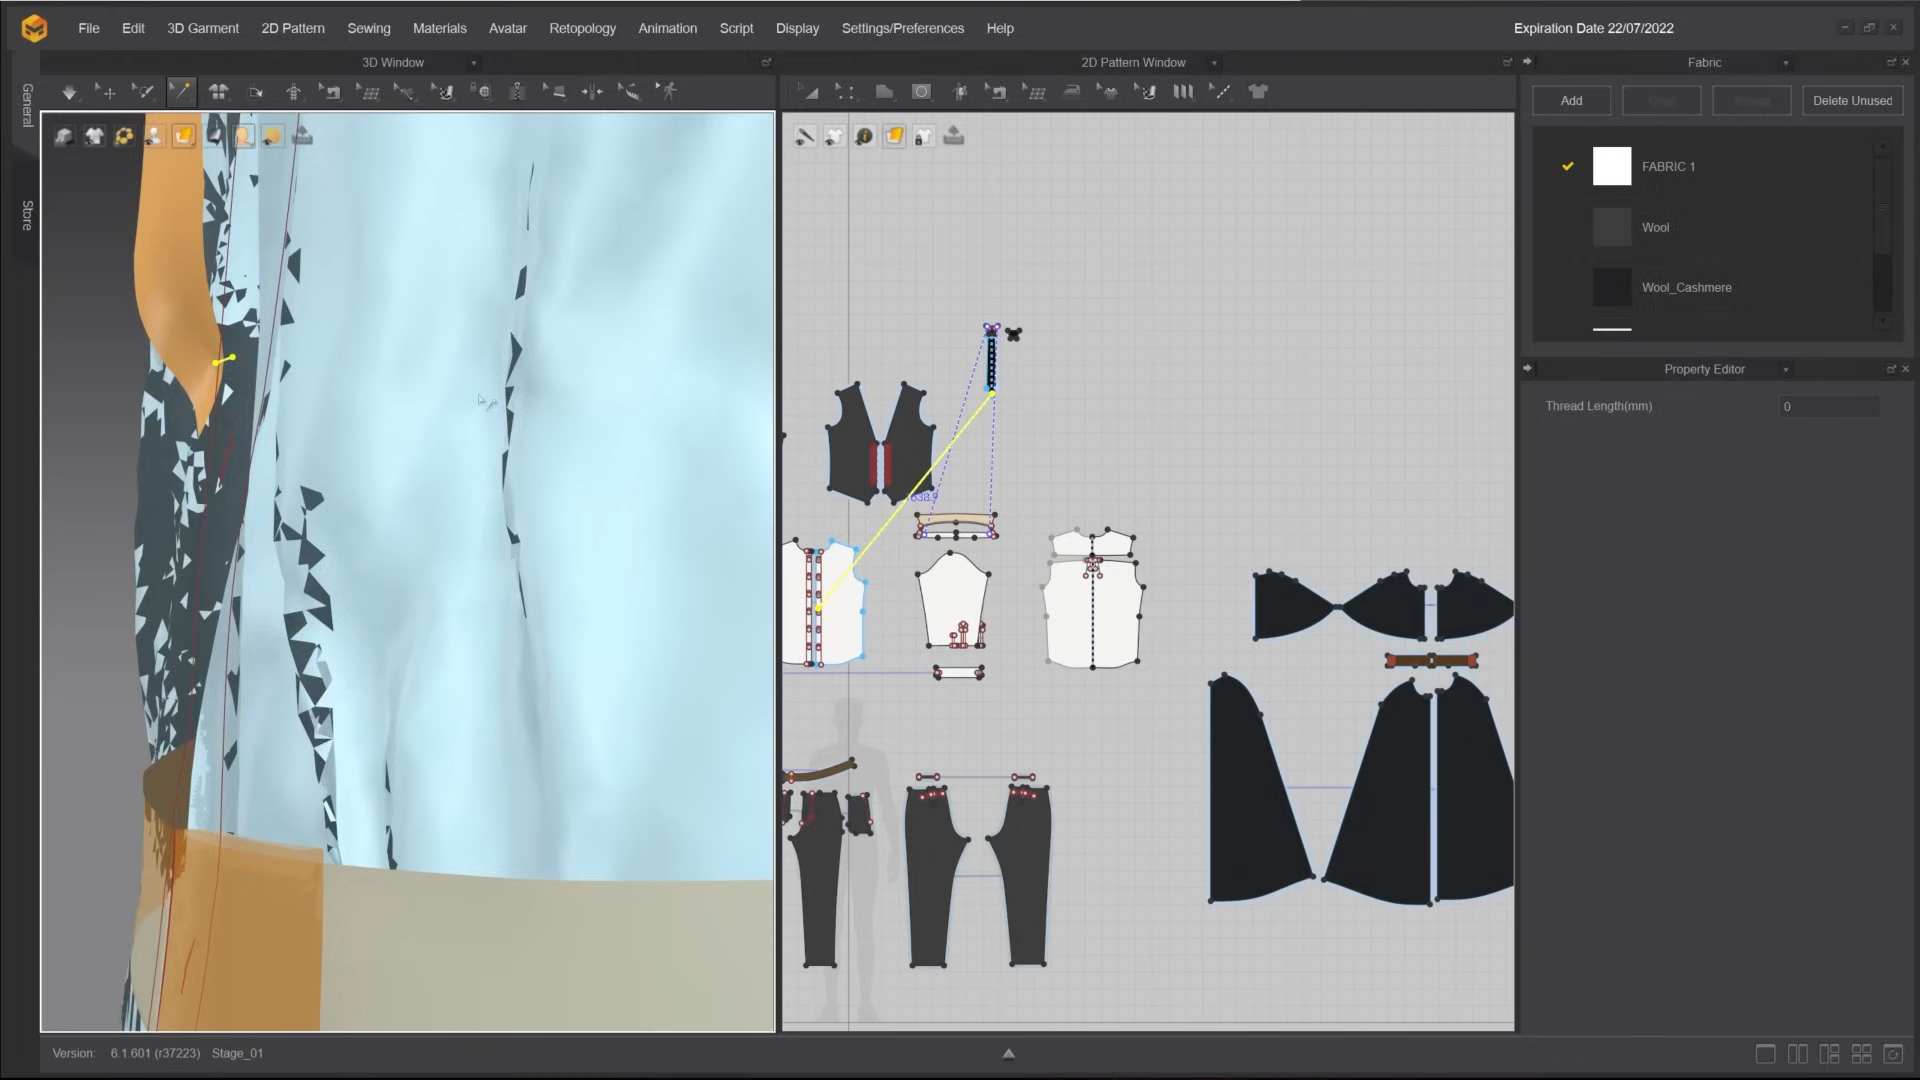 File Edit 3D Garment 2D Pattern Sewing Materials Avatar Retopology Animation Script Display Settings/Preferences Help
Expiration Date 22/07/2022
General
Store
3D Window
2D Pattern Window
Fabric
Add
Delete Unused
FABRIC 1
Wool
Wool_Cashmere
Property Editor
Thread Length(mm) 0
Version: 6.1.601 (r37223) Stage_01